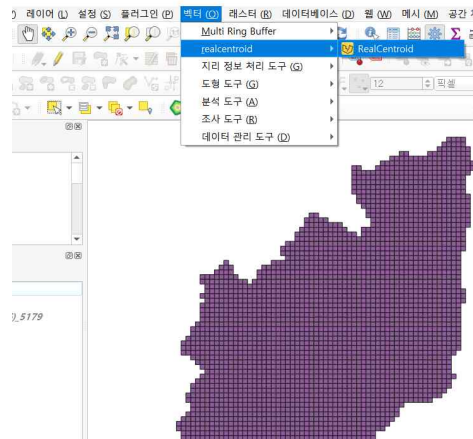 레이어 (L) 설정 (S) 플러그인 (P) 벡터 (O) 래스터 (R) 데이터베이스 (D) 웹 (W) 메시 (M) 공간
Multi Ring Buffer
realcentroid
RealCentroid
지리 정보 처리 도구 (G)
도형 도구 (G)
12
픽셀
분석 도구 (A)
조사 도구 (R)
데이터 관리 도구 (D)
5179